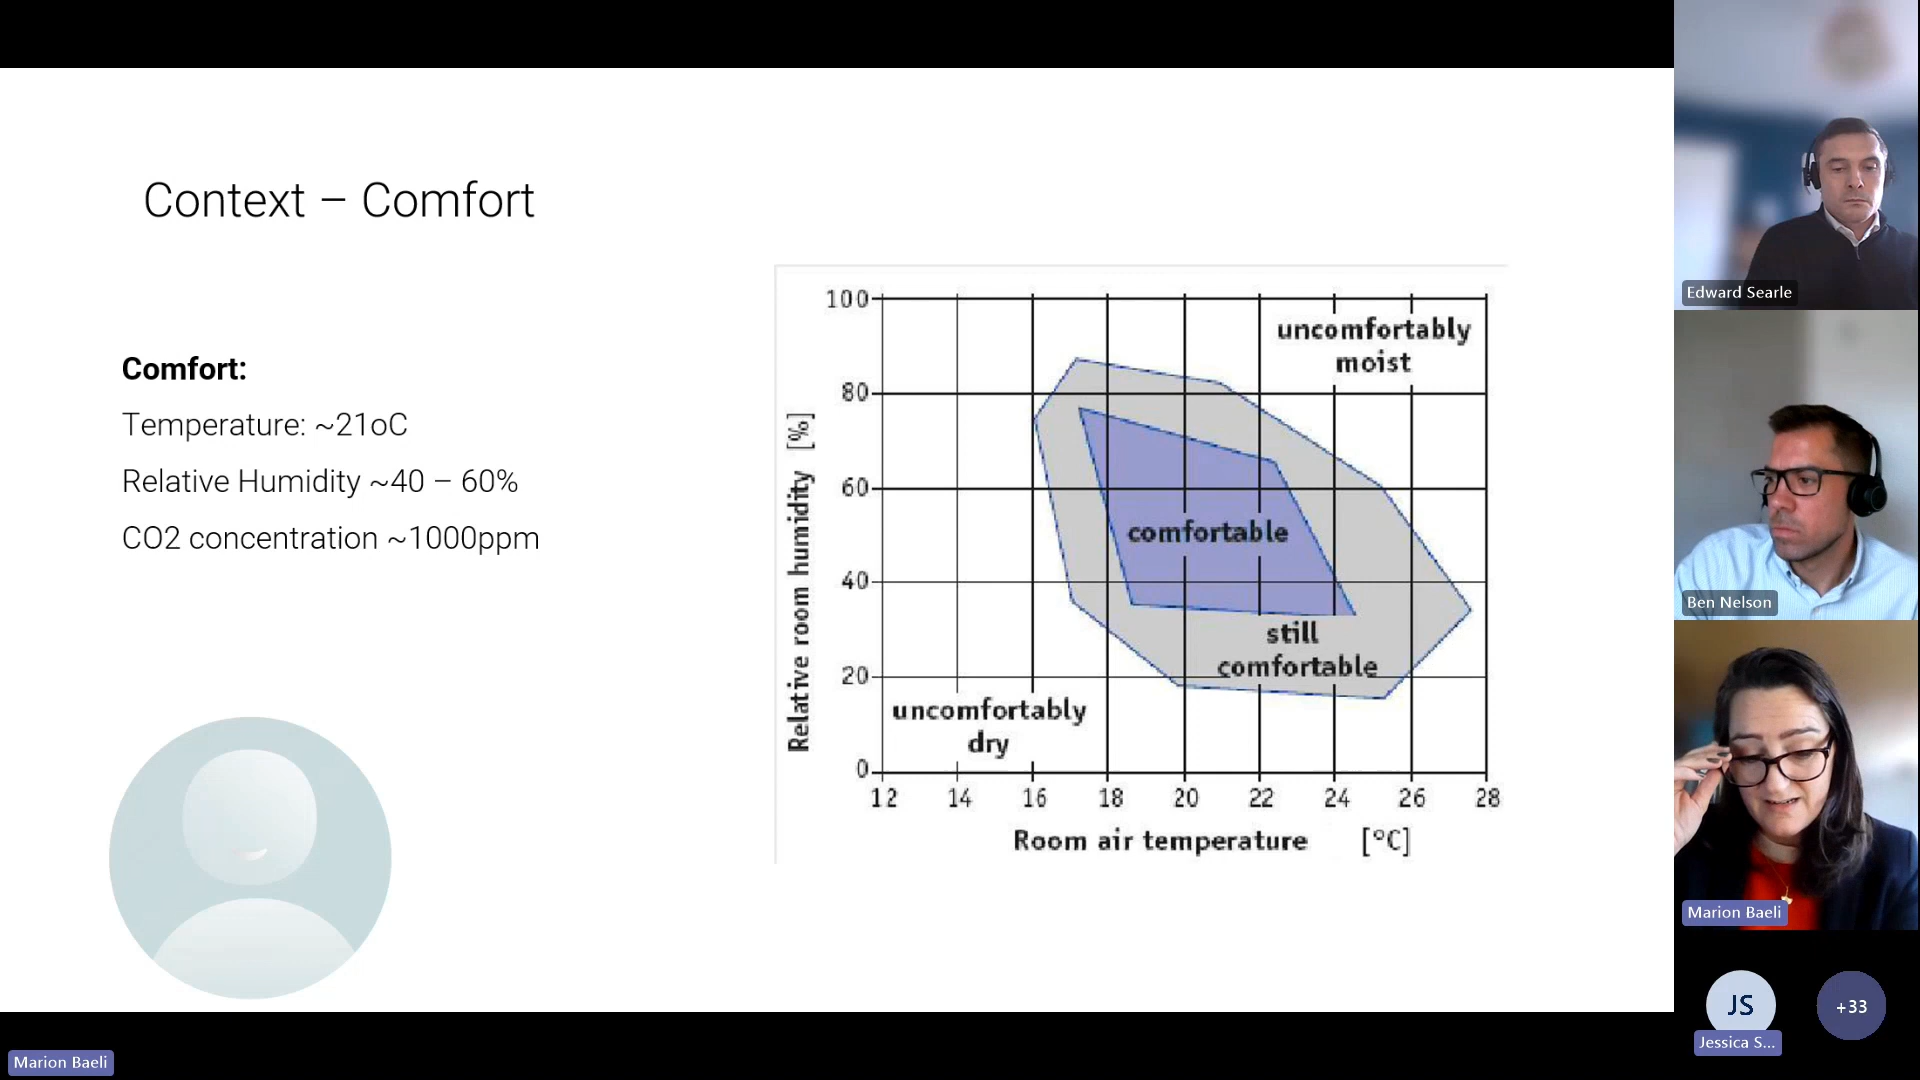 Context – Comfort
Comfort:
Temperature: ~21oC
Relative Humidity ~40 – 60%
CO2 concentration ~1000ppm
Relative room humidity [%]
100
80
60
40
20
0
uncomfortably
moist
comfortable
still
comfortable
uncomfortably
dry
12 14 16 18 20 22 24 26 28
Room air temperature [°C]
Edward Searle
Ben Nelson
Marion Baeli
JS
Jessica S...
+33
Marion Baeli